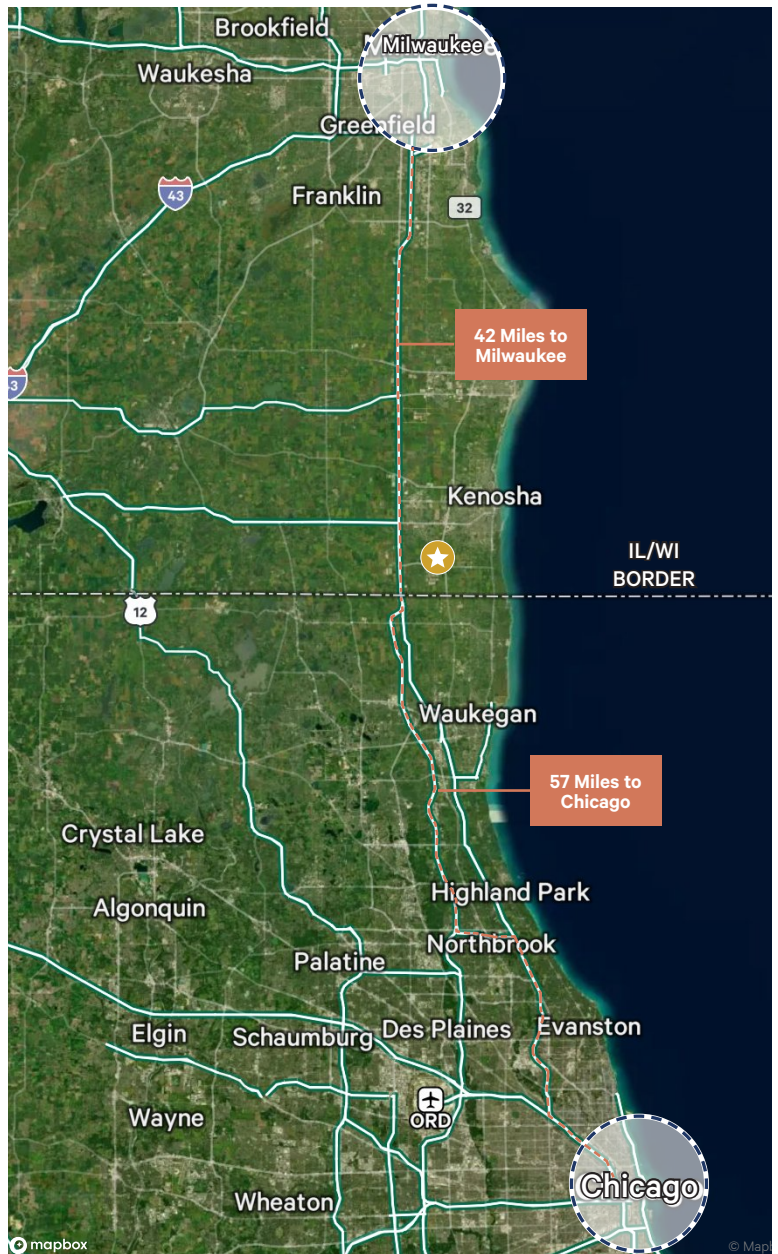 Brookfield
Milwaukee
Waukesha
Greenfield
43
Franklin
32
42 Miles to
Milwaukee
Kenosha
IL/WI
BORDER
12
Waukegan
57 Miles to
Chicago
Crystal Lake
Highland Park
Algonquin
Northbrook
Palatine
Elgin
Schaumburg
Des Plaines
Evanston
ORD
Wayne
Chicago
Wheaton
mapbox